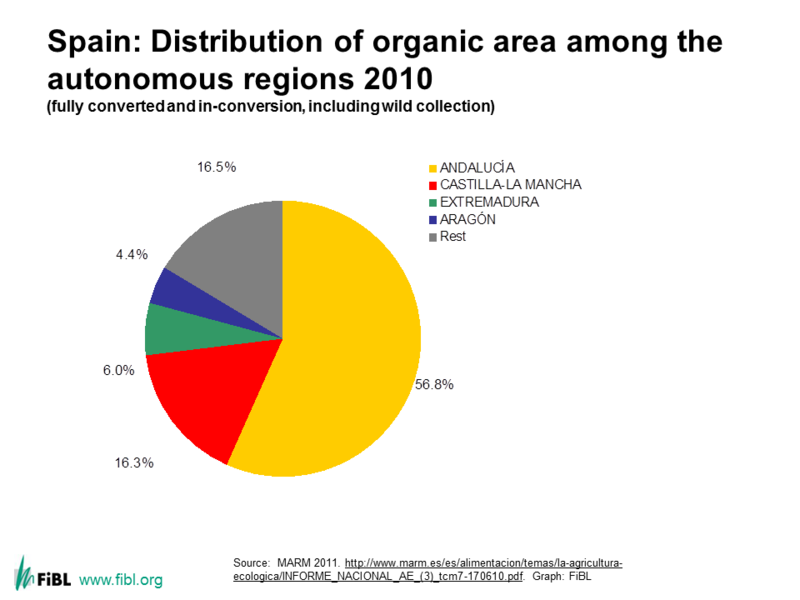 Spain: Distribution of organic area among the
autonomous regions 2010
(fully converted and in-conversion, including wild collection)
16.5%
4.4%
6.0%
16.3%
56.8%
ANDALUCÍA
CASTILLA-LA MANCHA
EXTREMADURA
ARAGÓN
Rest
Source: MARM 2011. http://www.marm.es/es/alimentacion/temas/la-agricultura-
ecologica/INFORME_NACIONAL_AE_(3)_tcm7-170610.pdf. Graph: FiBL
FiBL www.fibl.org